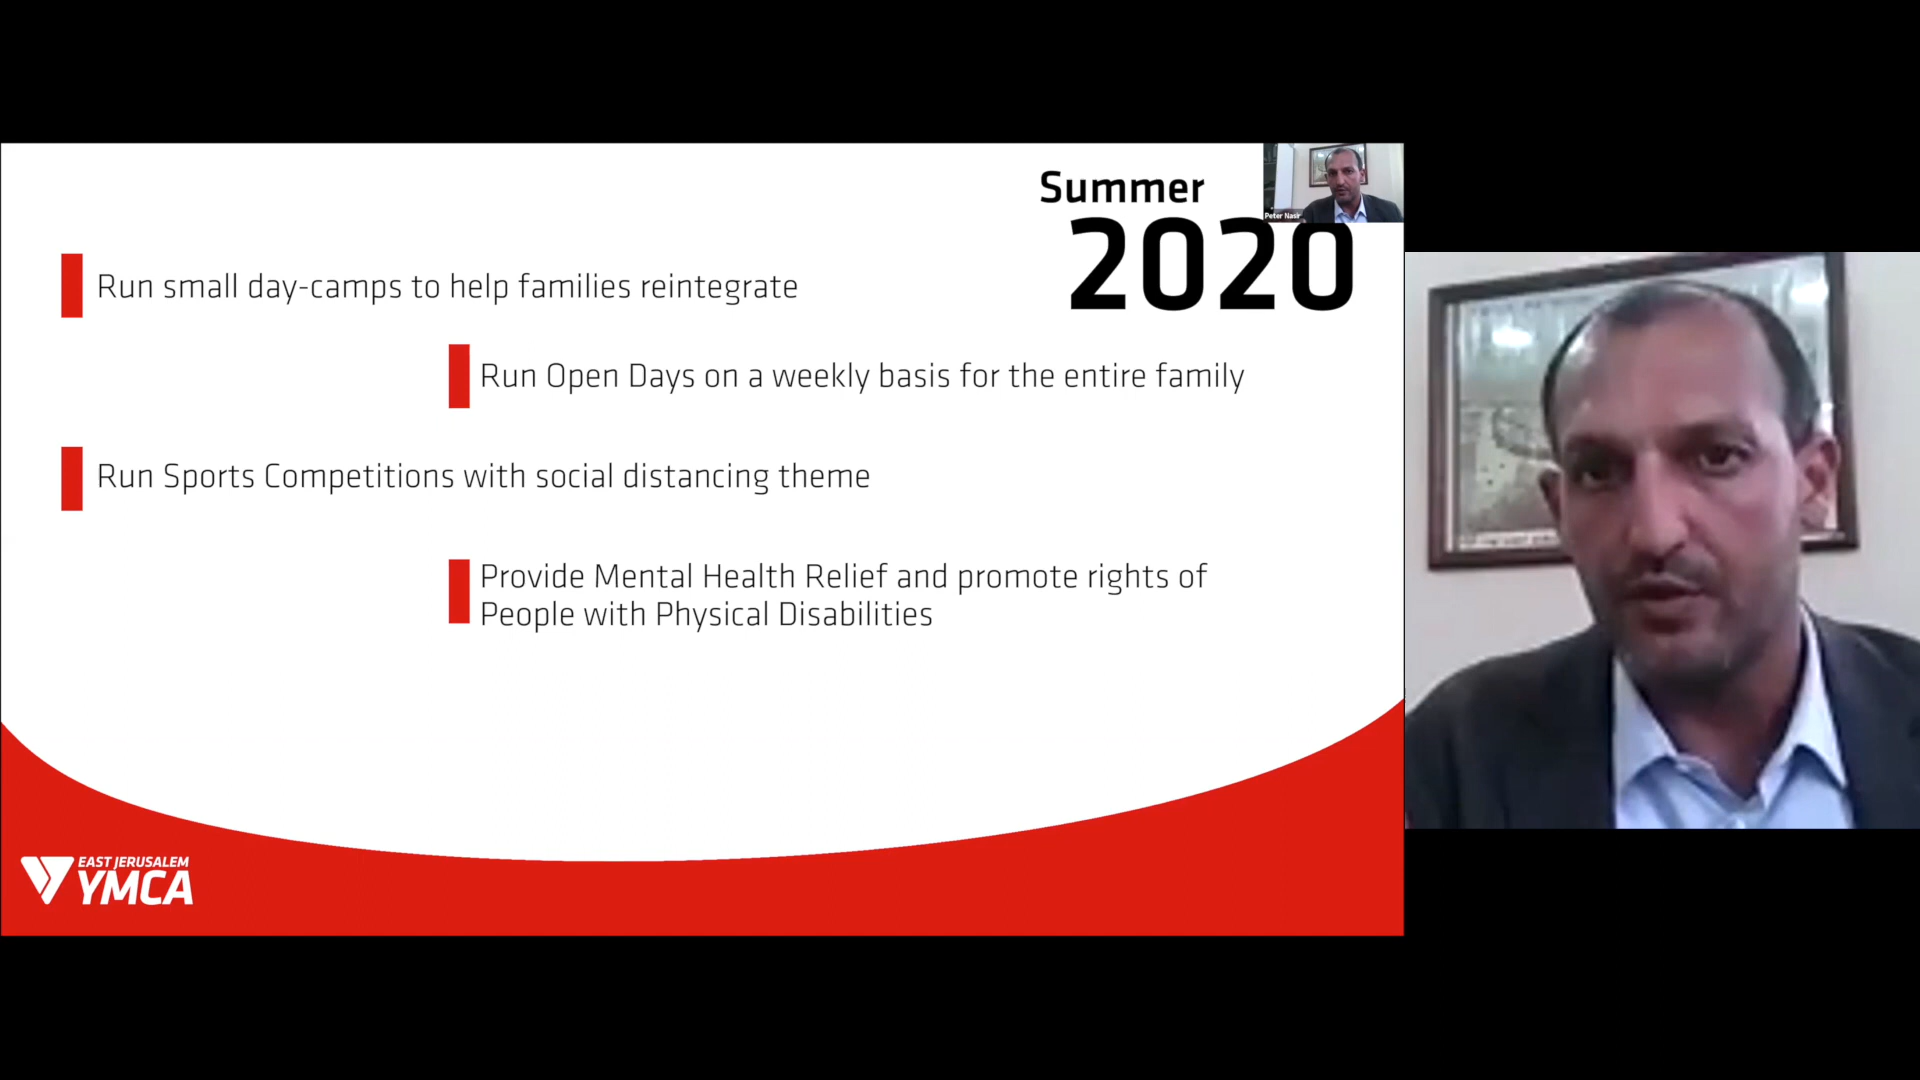 Summer
2020
Peter Nasir
Run small day-camps to help families reintegrate
Run Open Days on a weekly basis for the entire family
Run Sports Competitions with social distancing theme
Provide Mental Health Relief and promote rights of
People with Physical Disabilities
EAST JERUSALEM
YMCA